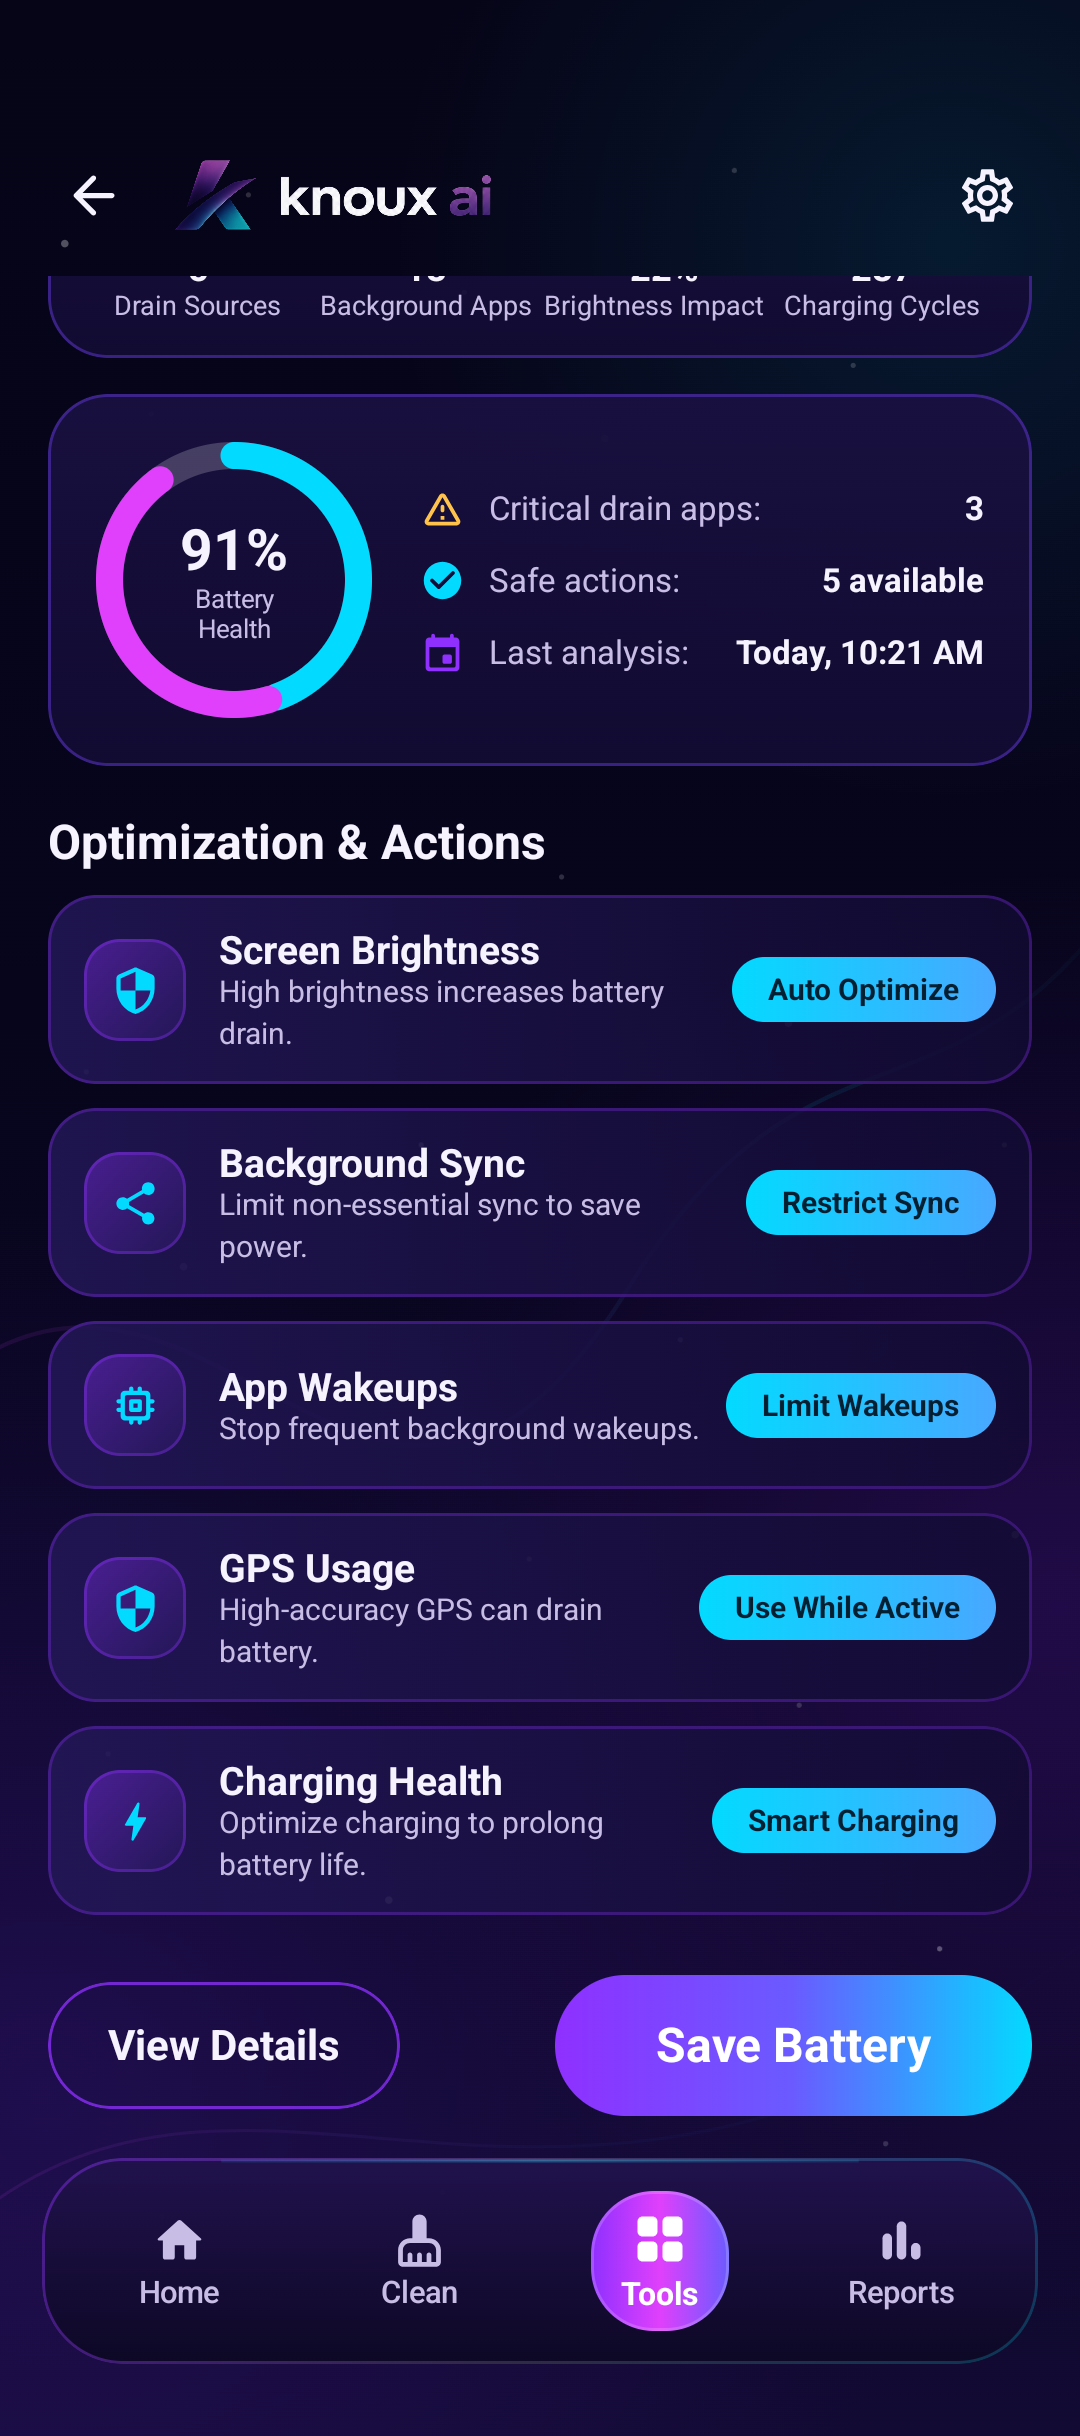 knoux ai
Drain Sources
Background Apps
Brightness Impact
Charging Cycles
91%
Battery
Health
Critical drain apps:
3
Safe actions:
5 available
Last analysis:
Today, 10:21 AM
Optimization & Actions
Screen Brightness
High brightness increases battery
drain.
Auto Optimize
Background Sync
Limit non-essential sync to save
power.
Restrict Sync
App Wakeups
Stop frequent background wakeups.
Limit Wakeups
GPS Usage
High-accuracy GPS can drain
battery.
Use While Active
Charging Health
Optimize charging to prolong
battery life.
Smart Charging
View Details
Save Battery
Home
Clean
Tools
Reports